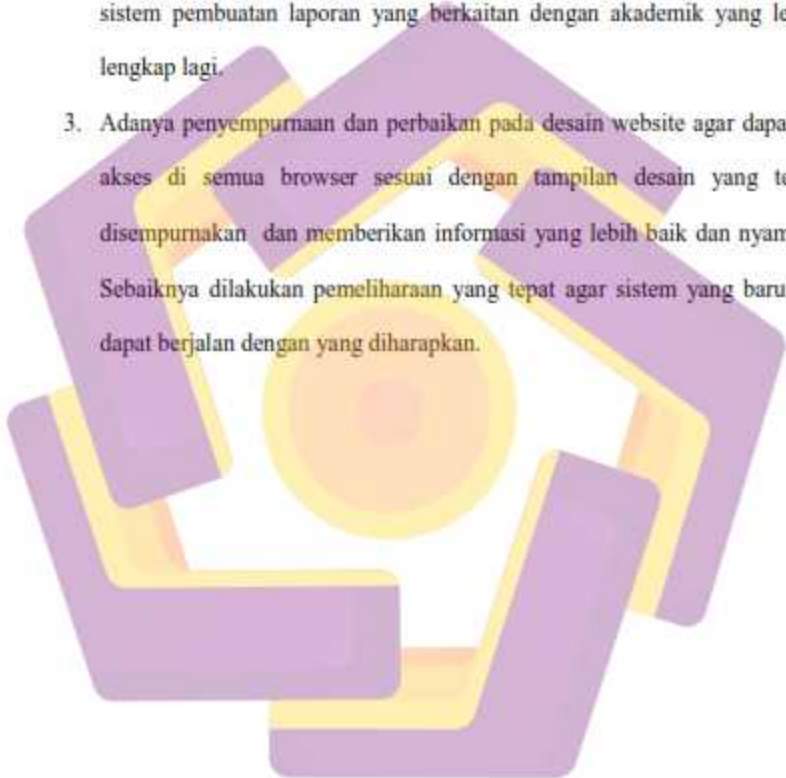 sistem pembuatan laporan yang berkaitan dengan akademik yang le
lengkap lagi.
3. Adanya penyempurnaan dan perbaikan pada desain website agar dapa
akses di semua browser sesuai dengan tampilan desain yang te
disempurnakan dan memberikan informasi yang lebih baik dan nyam
Sebaiknya dilakukan pemeliharaan yang tepat agar sistem yang baru
dapat berjalan dengan yang diharapkan.